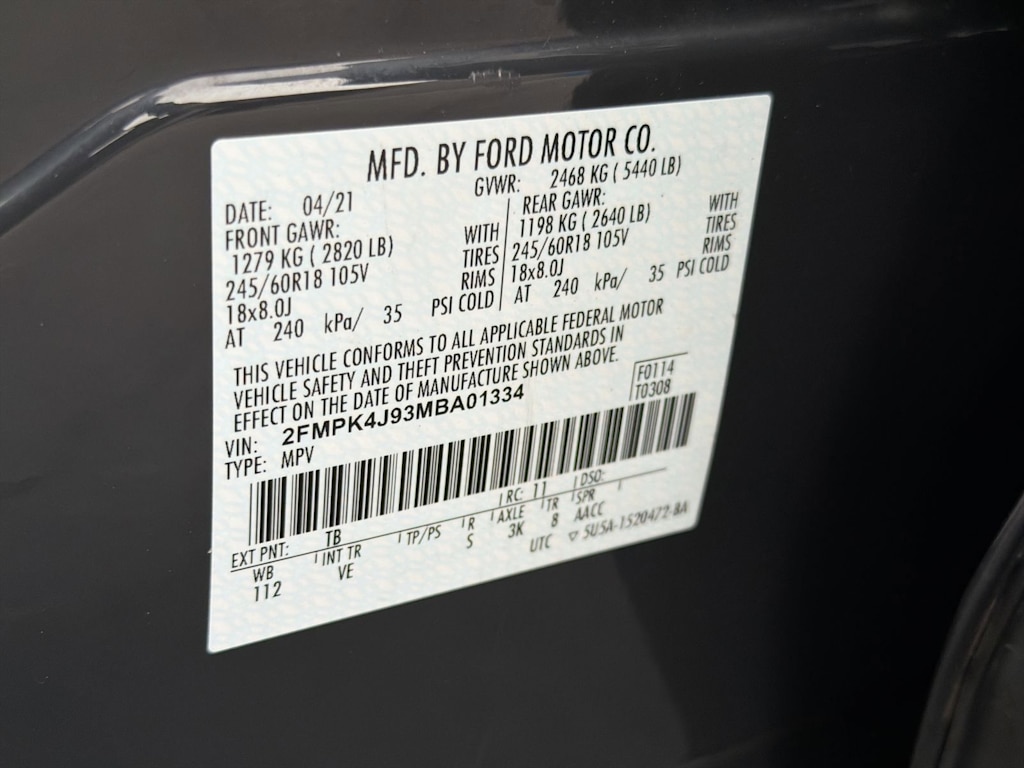 MFD. BY FORD MOTOR CO.
DATE: 04/21
GVWR: 2468 KG ( 5440 LB)
FRONT GAWR:
1279 KG ( 2820 LB) WITH
245/60R18 105V TIRES
18x8.0J RIMS
AT 240 kPa/ 35 PSI COLD
REAR GAWR: WITH
1198 KG ( 2640 LB) TIRES
245/60R18 105V RIMS
18x8.0J
AT 240 kPa/ 35 PSI COLD
THIS VEHICLE CONFORMS TO ALL APPLICABLE FEDERAL MOTOR
VEHICLE SAFETY AND THEFT PREVENTION STANDARDS IN
EFFECT ON THE DATE OF MANUFACTURE SHOWN ABOVE.
VIN: 2FMPK4J93MBA01334
TYPE: MPV
F0114
T0308
EXT PNT: TB RC: 11 DSO:
WB INT TR TP/PS R AXLE TR SPR
112 VE S 3K 8 AACC
UTC ▽ 5U5A-1520472-BA